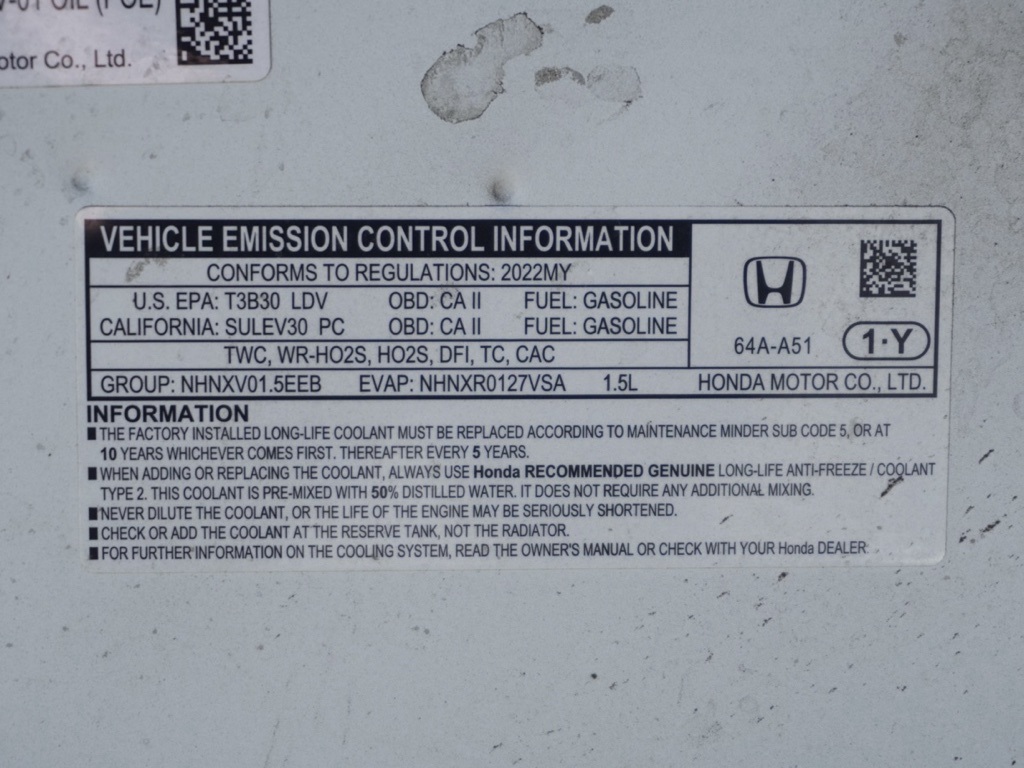 OIL (POE)
Motor Co., Ltd.
VEHICLE EMISSION CONTROL INFORMATION
CONFORMS TO REGULATIONS: 2022MY
U.S. EPA: T3B30 LDV OBD: CA II FUEL: GASOLINE
CALIFORNIA: SULEV30 PC OBD: CA II FUEL: GASOLINE
TWC, WR-HO2S, HO2S, DFI, TC, CAC
64A-A51 1·Y
GROUP: NHNXV01.5EEB EVAP: NHNXR0127VSA 1.5L HONDA MOTOR CO., LTD.
INFORMATION
■ THE FACTORY INSTALLED LONG-LIFE COOLANT MUST BE REPLACED ACCORDING TO MAINTENANCE MINDER SUB CODE 5, OR AT
10 YEARS WHICHEVER COMES FIRST. THEREAFTER EVERY 5 YEARS.
■ WHEN ADDING OR REPLACING THE COOLANT, ALWAYS USE Honda RECOMMENDED GENUINE LONG-LIFE ANTI-FREEZE / COOLANT
TYPE 2. THIS COOLANT IS PRE-MIXED WITH 50% DISTILLED WATER. IT DOES NOT REQUIRE ANY ADDITIONAL MIXING.
■ NEVER DILUTE THE COOLANT, OR THE LIFE OF THE ENGINE MAY BE SERIOUSLY SHORTENED.
■ CHECK OR ADD THE COOLANT AT THE RESERVE TANK, NOT THE RADIATOR.
■ FOR FURTHER INFORMATION ON THE COOLING SYSTEM, READ THE OWNER'S MANUAL OR CHECK WITH YOUR Honda DEALER.